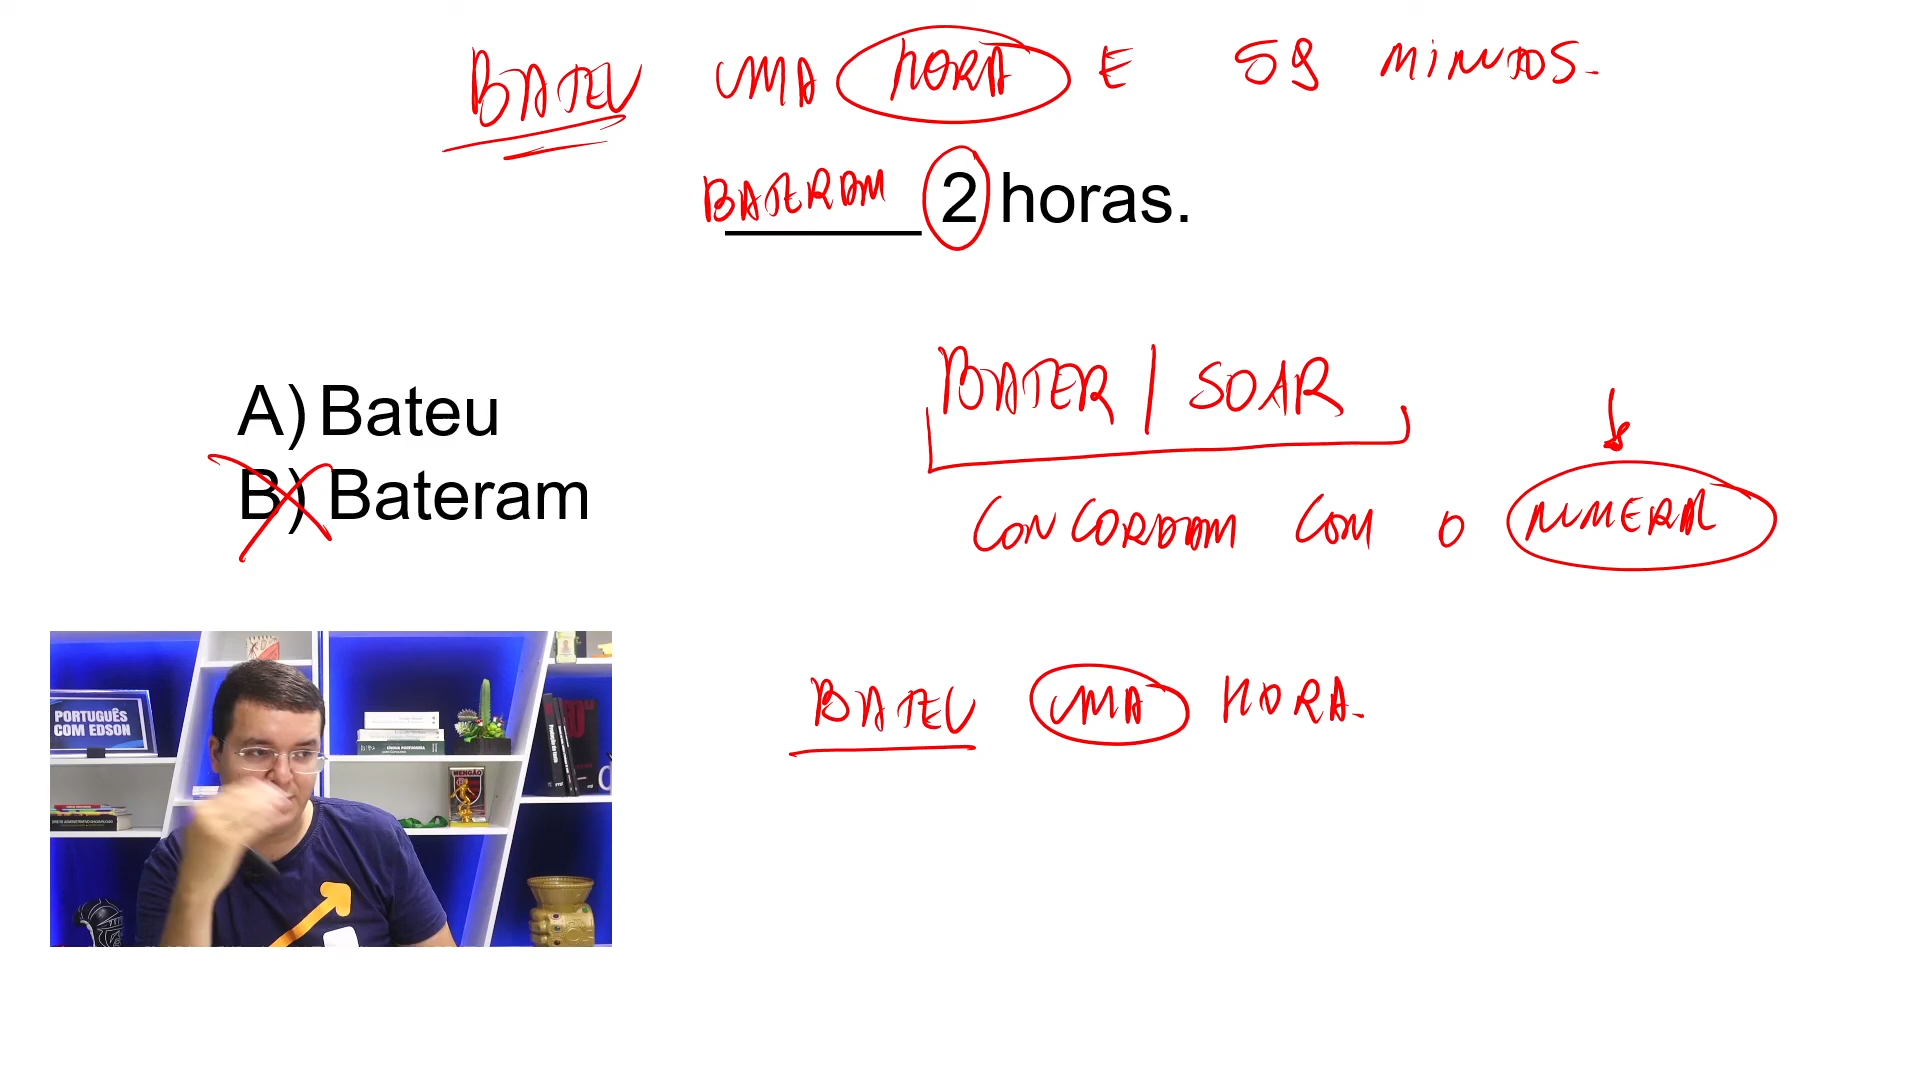 BATEU UMA HORA E 59 MINUTOS.
BATERAM 2 horas.
A) Bateu
B) Bateram
BATER / SOAR
CONCORDAM COM O NUMERAL
BATEU UMA HORA.
PORTUGUÊS
COM EDSON
MENGÃO